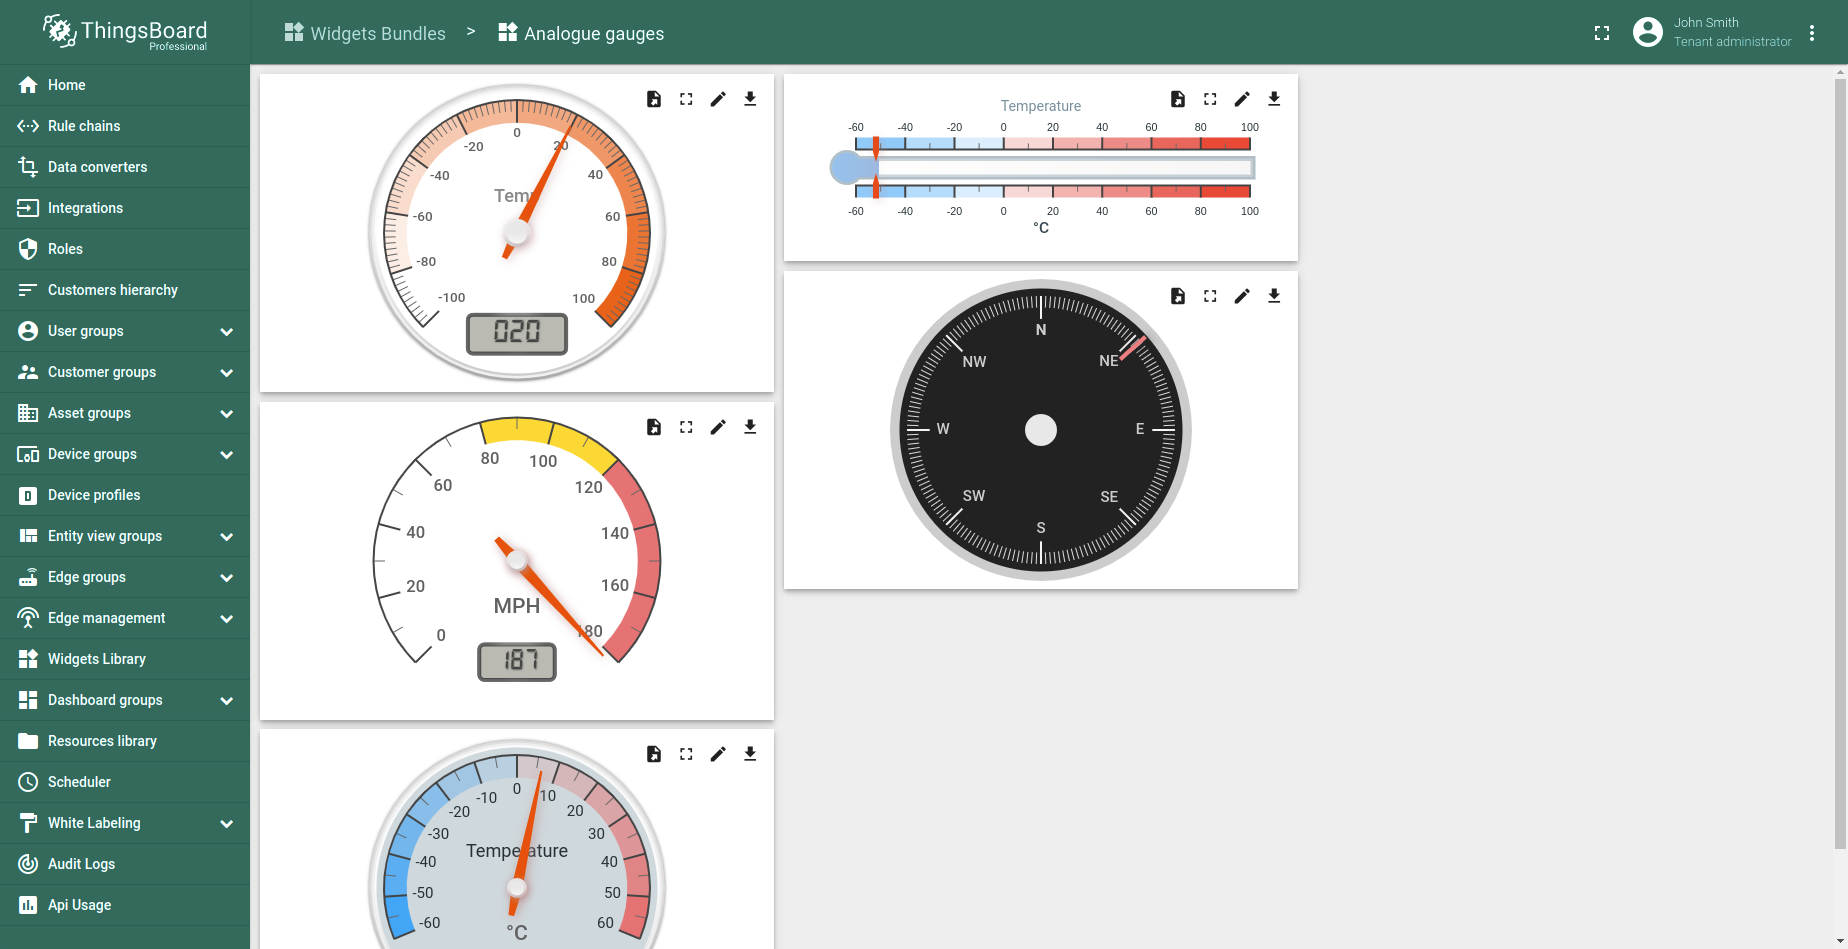 ThingsBoard
Professional
Widgets Bundles > Analogue gauges
John Smith
Tenant administrator
Home
Rule chains
Data converters
Integrations
Roles
Customers hierarchy
User groups
Customer groups
Asset groups
Device groups
Device profiles
Entity view groups
Edge groups
Edge management
Widgets Library
Dashboard groups
Resources library
Scheduler
White Labeling
Audit Logs
Api Usage
-100
-80
-60
-40
-20
0
20
40
60
80
100
Temp
020
Temperature
-60 -40 -20 0 20 40 60 80 100
-60 -40 -20 0 20 40 60 80 100
°C
0
20
40
60
80
100
120
140
160
180
MPH
187
N
NE
E
SE
S
SW
W
NW
-60
-50
-40
-30
-20
-10
0
10
20
30
40
50
60
Temperature
°C